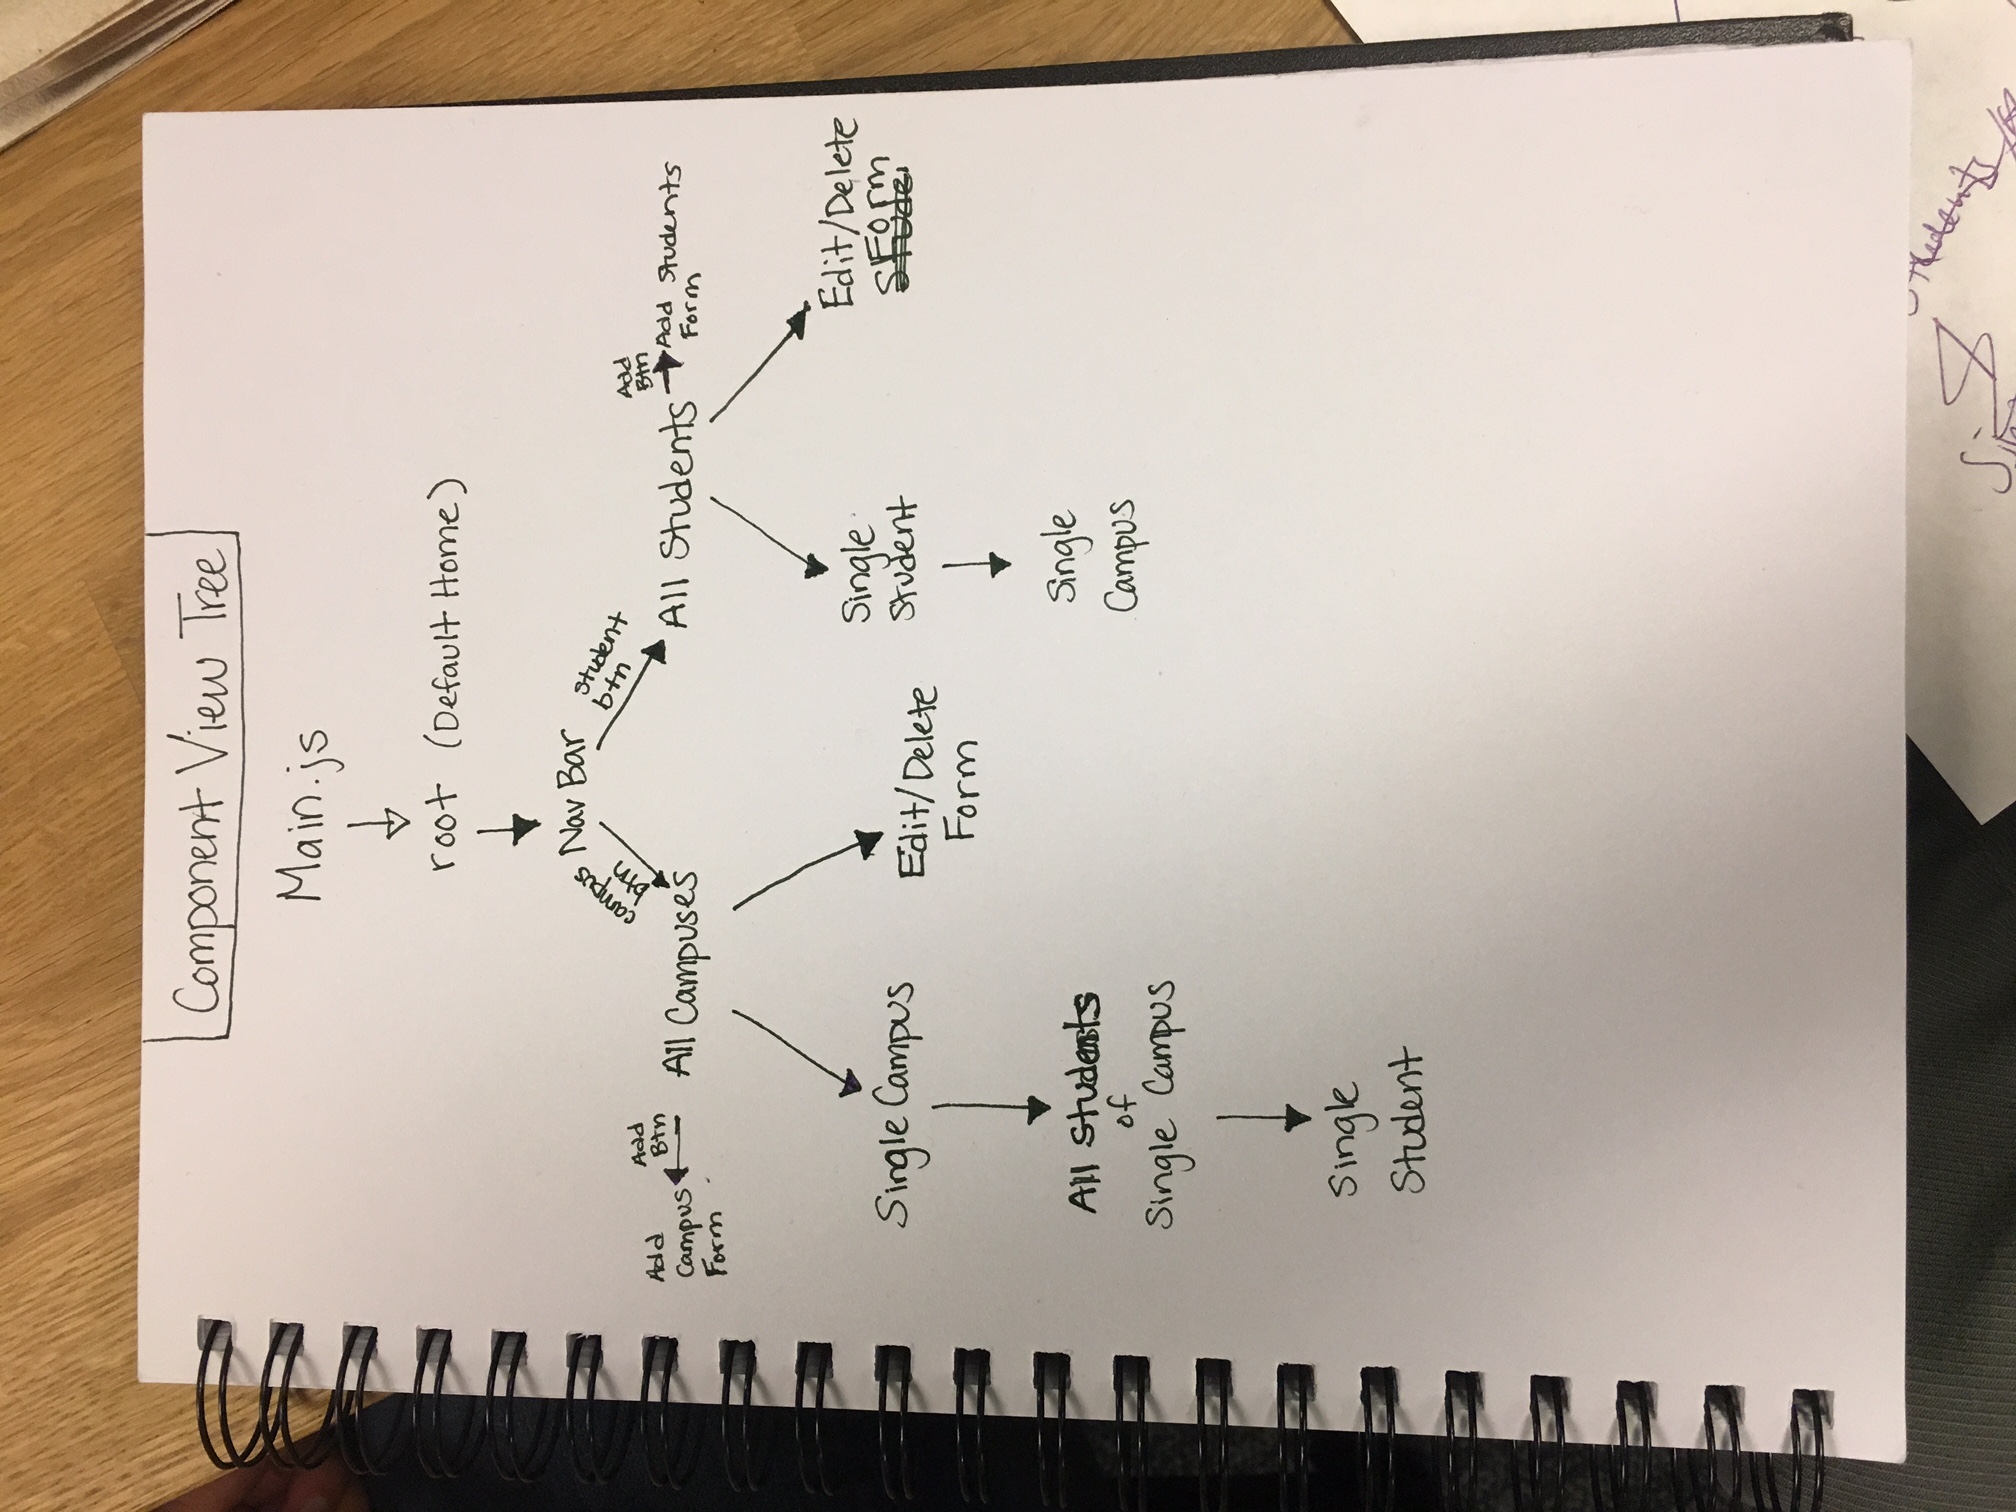 Component View Tree
Main.js
root (Default Home)
Nav Bar
campus
btn
student
btn
Add
Btn
Add
Campus
Form
All Campuses
All Students
Add
Btn
Add Students
Form
Single Campus
Edit/Delete
Form
Single
Student
Edit/Delete
Form
All Students
of
Single Campus
Single
Campus
Single
Student
Students